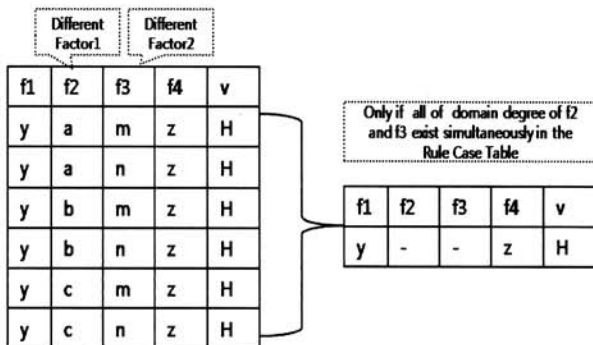 Different
Factor1
Different
Factor2
f1 f2 f3 f4 v
y a m z H
y a n z H
y b m z H
y b n z H
y c m z H
y c n z H
Only if all of domain degree of f2
and f3 exist simultaneously in the
Rule Case Table
f1 f2 f3 f4 v
y - - z H